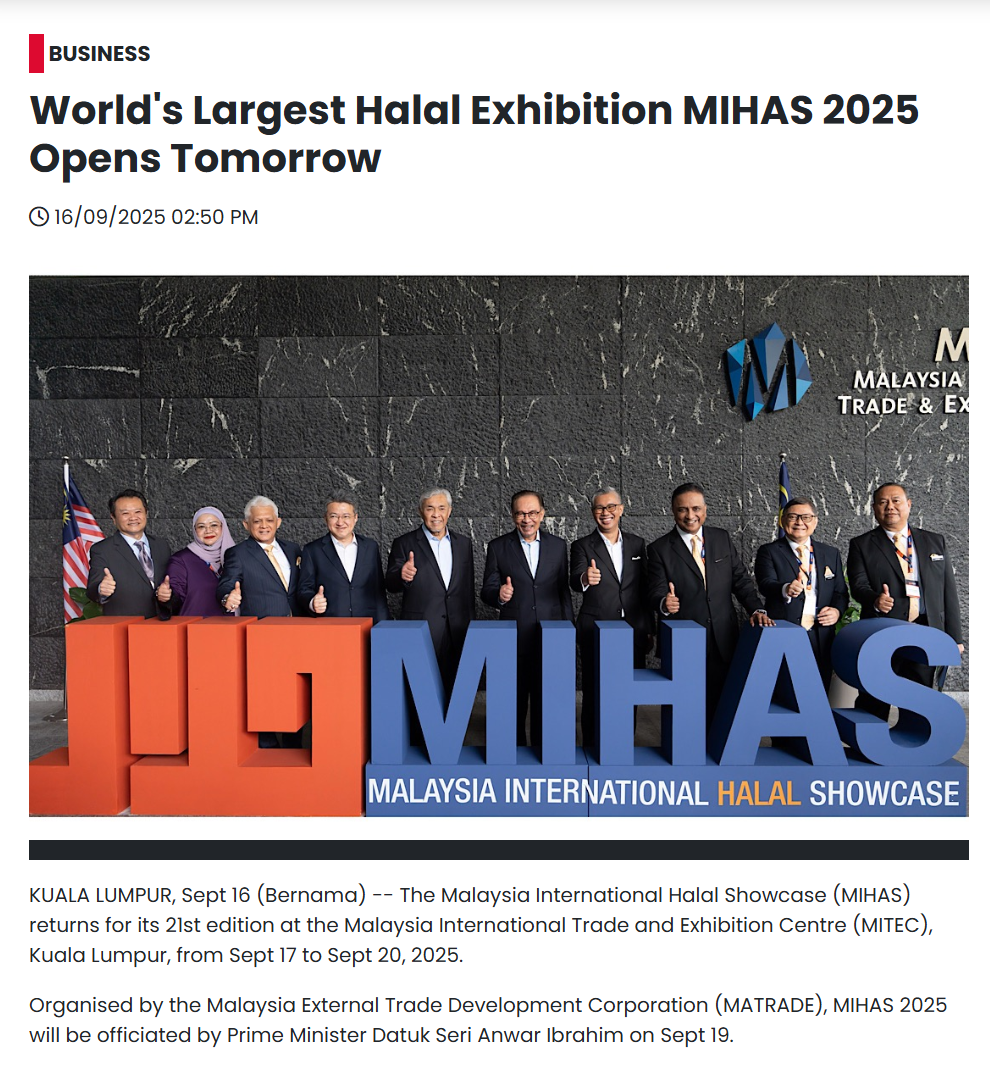 BUSINESS
World's Largest Halal Exhibition MIHAS 2025
Opens Tomorrow
16/09/2025 02:50 PM
M
MALAYSIA
TRADE & EX
MIHAS
MALAYSIA INTERNATIONAL HALAL SHOWCASE
KUALA LUMPUR, Sept 16 (Bernama) -- The Malaysia International Halal Showcase (MIHAS)
returns for its 21st edition at the Malaysia International Trade and Exhibition Centre (MITEC),
Kuala Lumpur, from Sept 17 to Sept 20, 2025.
Organised by the Malaysia External Trade Development Corporation (MATRADE), MIHAS 2025
will be officiated by Prime Minister Datuk Seri Anwar Ibrahim on Sept 19.